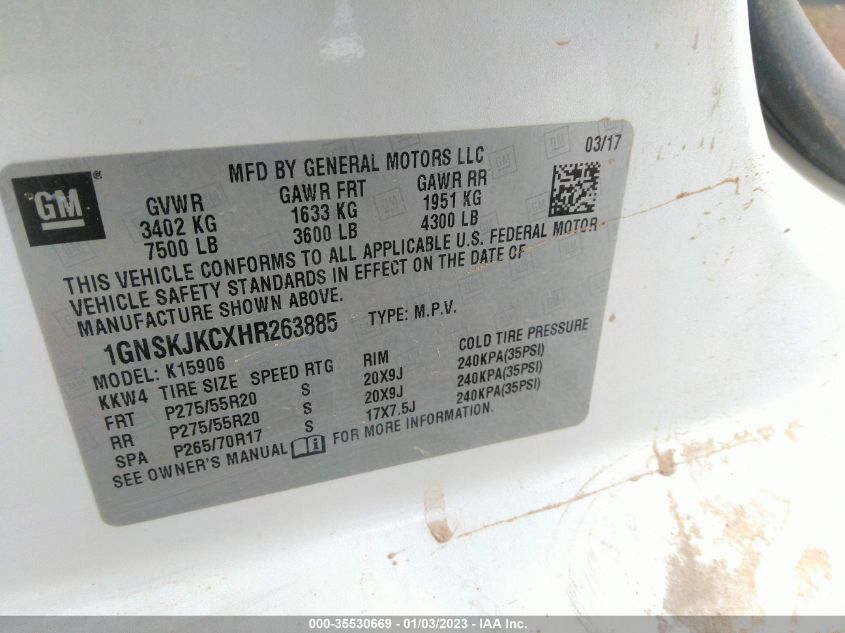 GM ®
MFD BY GENERAL MOTORS LLC 03/17
GVWR GAWR FRT GAWR RR
3402 KG 1633 KG 1951 KG
7500 LB 3600 LB 4300 LB
THIS VEHICLE CONFORMS TO ALL APPLICABLE U.S. FEDERAL MOTOR
VEHICLE SAFETY STANDARDS IN EFFECT ON THE DATE OF
MANUFACTURE SHOWN ABOVE.
1GNSKJKCXHR263885 TYPE: M.P.V.
MODEL: K15906
KKW4 TIRE SIZE SPEED RTG RIM COLD TIRE PRESSURE
FRT P275/55R20 S 20X9J 240KPA(35PSI)
RR P275/55R20 S 20X9J 240KPA(35PSI)
SPA P265/70R17 S 17X7.5J 240KPA(35PSI)
SEE OWNER'S MANUAL i FOR MORE INFORMATION.
000-35530669 - 01/03/2023 - IAA Inc.